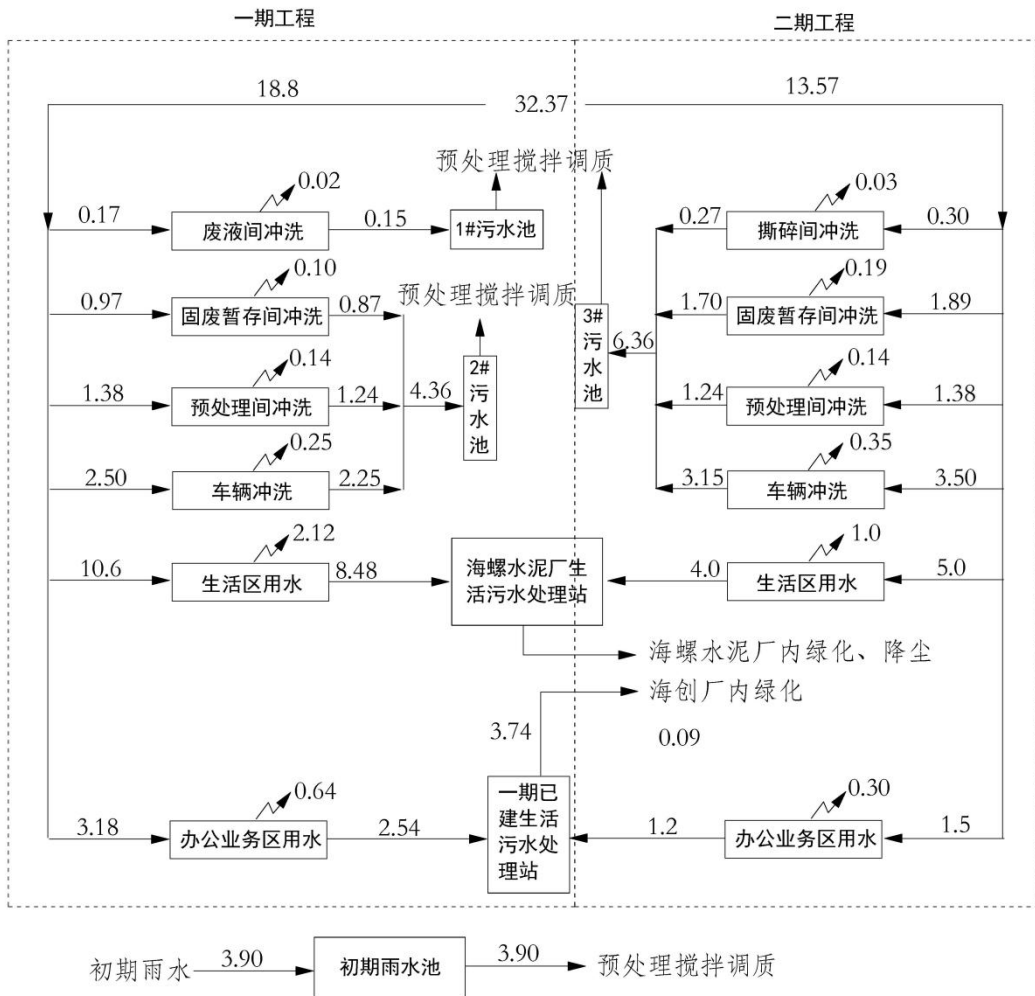 一期工程
二期工程
18.8
32.37
13.57
预处理搅拌调质
0.02
0.03
0.17
废液间冲洗
0.15
1#污水池
0.27
撕碎间冲洗
0.30
0.10
0.19
预处理搅拌调质
0.97
固废暂存间冲洗
0.87
1.70
固废暂存间冲洗
1.89
3#
污
水
池
6.36
0.14
0.14
2#
污
水
池
1.38
预处理间冲洗
1.24
4.36
1.24
预处理间冲洗
1.38
0.25
0.35
2.50
车辆冲洗
2.25
3.15
车辆冲洗
3.50
2.12
1.0
10.6
生活区用水
8.48
海螺水泥厂生
活污水处理站
4.0
生活区用水
5.0
海螺水泥厂内绿化、降尘
海创厂内绿化
3.74
0.09
0.64
0.30
3.18
办公业务区用水
2.54
一期已
建生活
污水处
理站
1.2
办公业务区用水
1.5
初期雨水
3.90
初期雨水池
3.90
预处理搅拌调质